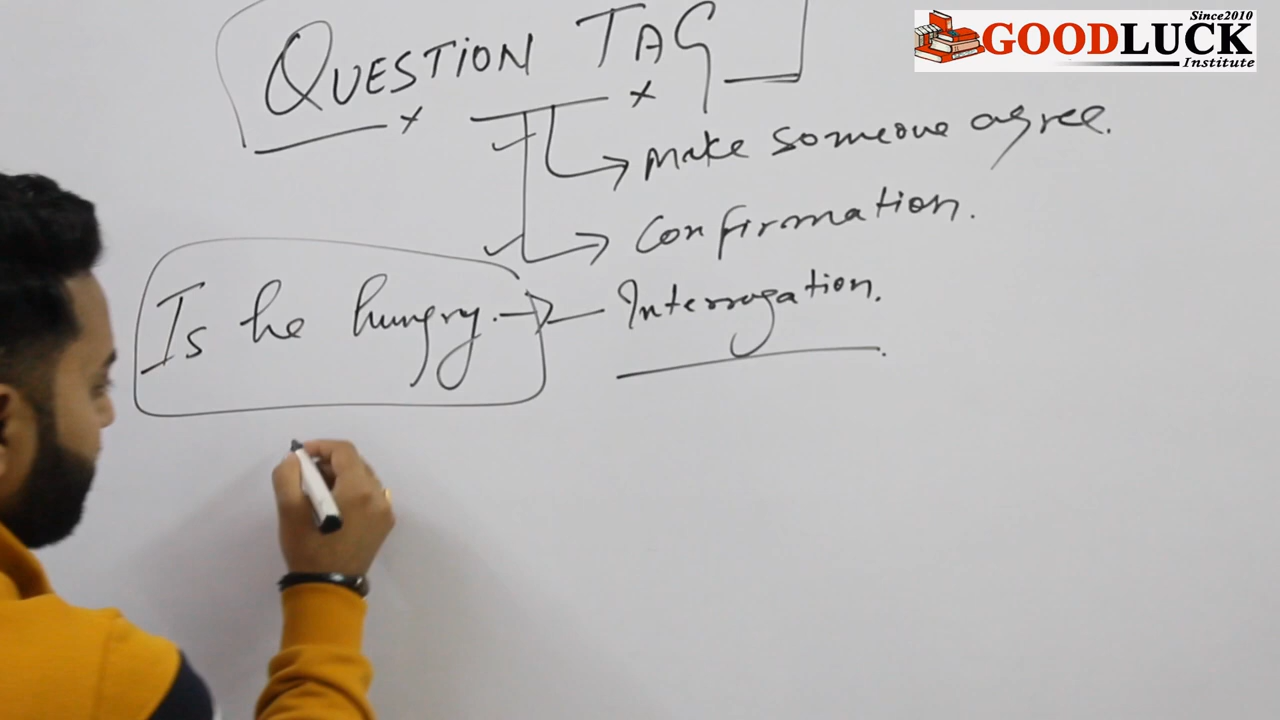 Since2010
GOODLUCK
Institute
QUESTION TAG
make someone agree.
Confirmation.
Is he hungry. Interrogation.